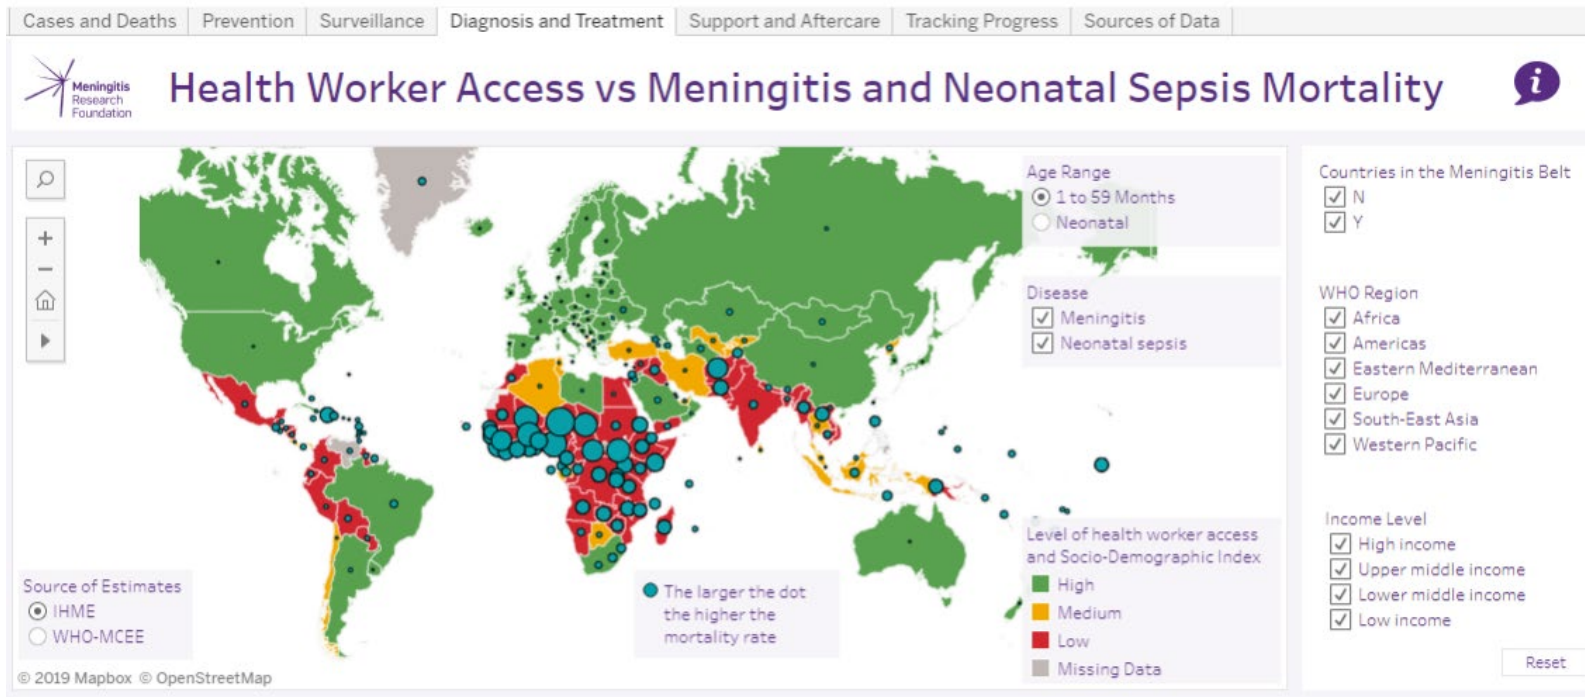 Cases and Deaths
Prevention
Surveillance
Diagnosis and Treatment
Support and Aftercare
Tracking Progress
Sources of Data
Meningitis
Research
Foundation
Health Worker Access vs Meningitis and Neonatal Sepsis Mortality
i
Age Range
1 to 59 Months
Neonatal
Disease
Meningitis
Neonatal sepsis
Level of health worker access
and Socio-Demographic Index
High
Medium
Low
Missing Data
The larger the dot
the higher the
mortality rate
Source of Estimates
IHME
WHO-MCEE
© 2019 Mapbox © OpenStreetMap
Countries in the Meningitis Belt
N
Y
WHO Region
Africa
Americas
Eastern Mediterranean
Europe
South-East Asia
Western Pacific
Income Level
High income
Upper middle income
Lower middle income
Low income
Reset